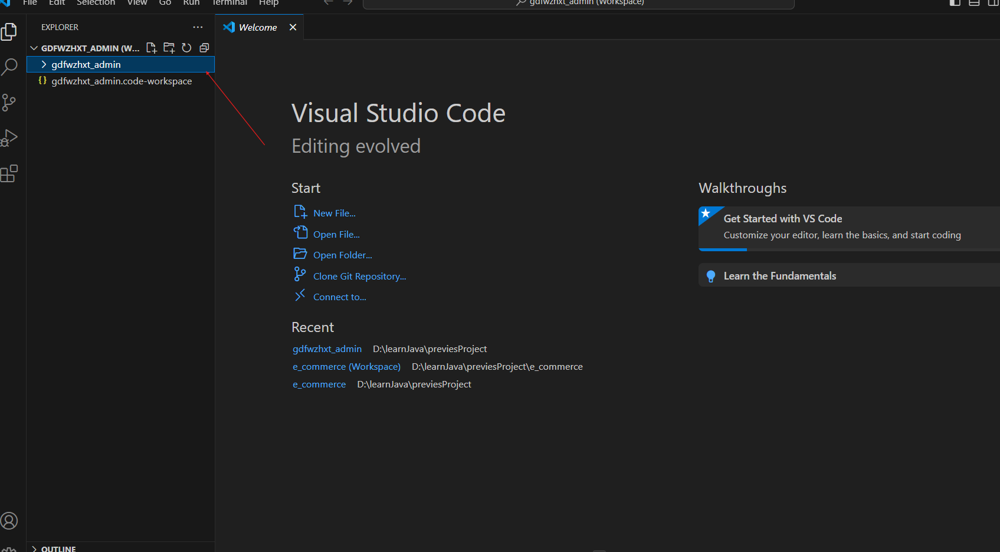 File Edit Selection View Go Run Terminal Help
gdfwzhxt_admin (Workspace)
EXPLORER
Welcome
GDFWZHXT_ADMIN (W...
gdfwzhxt_admin
{} gdfwzhxt_admin.code-workspace
Visual Studio Code
Editing evolved
Start
New File...
Open File...
Open Folder...
Clone Git Repository...
Connect to...
Recent
gdfwzhxt_admin D:\learnJava\previesProject
e_commerce (Workspace) D:\learnJava\previesProject\e_commerce
e_commerce D:\learnJava\previesProject
Walkthroughs
Get Started with VS Code
Customize your editor, learn the basics, and start coding
Learn the Fundamentals
OUTLINE